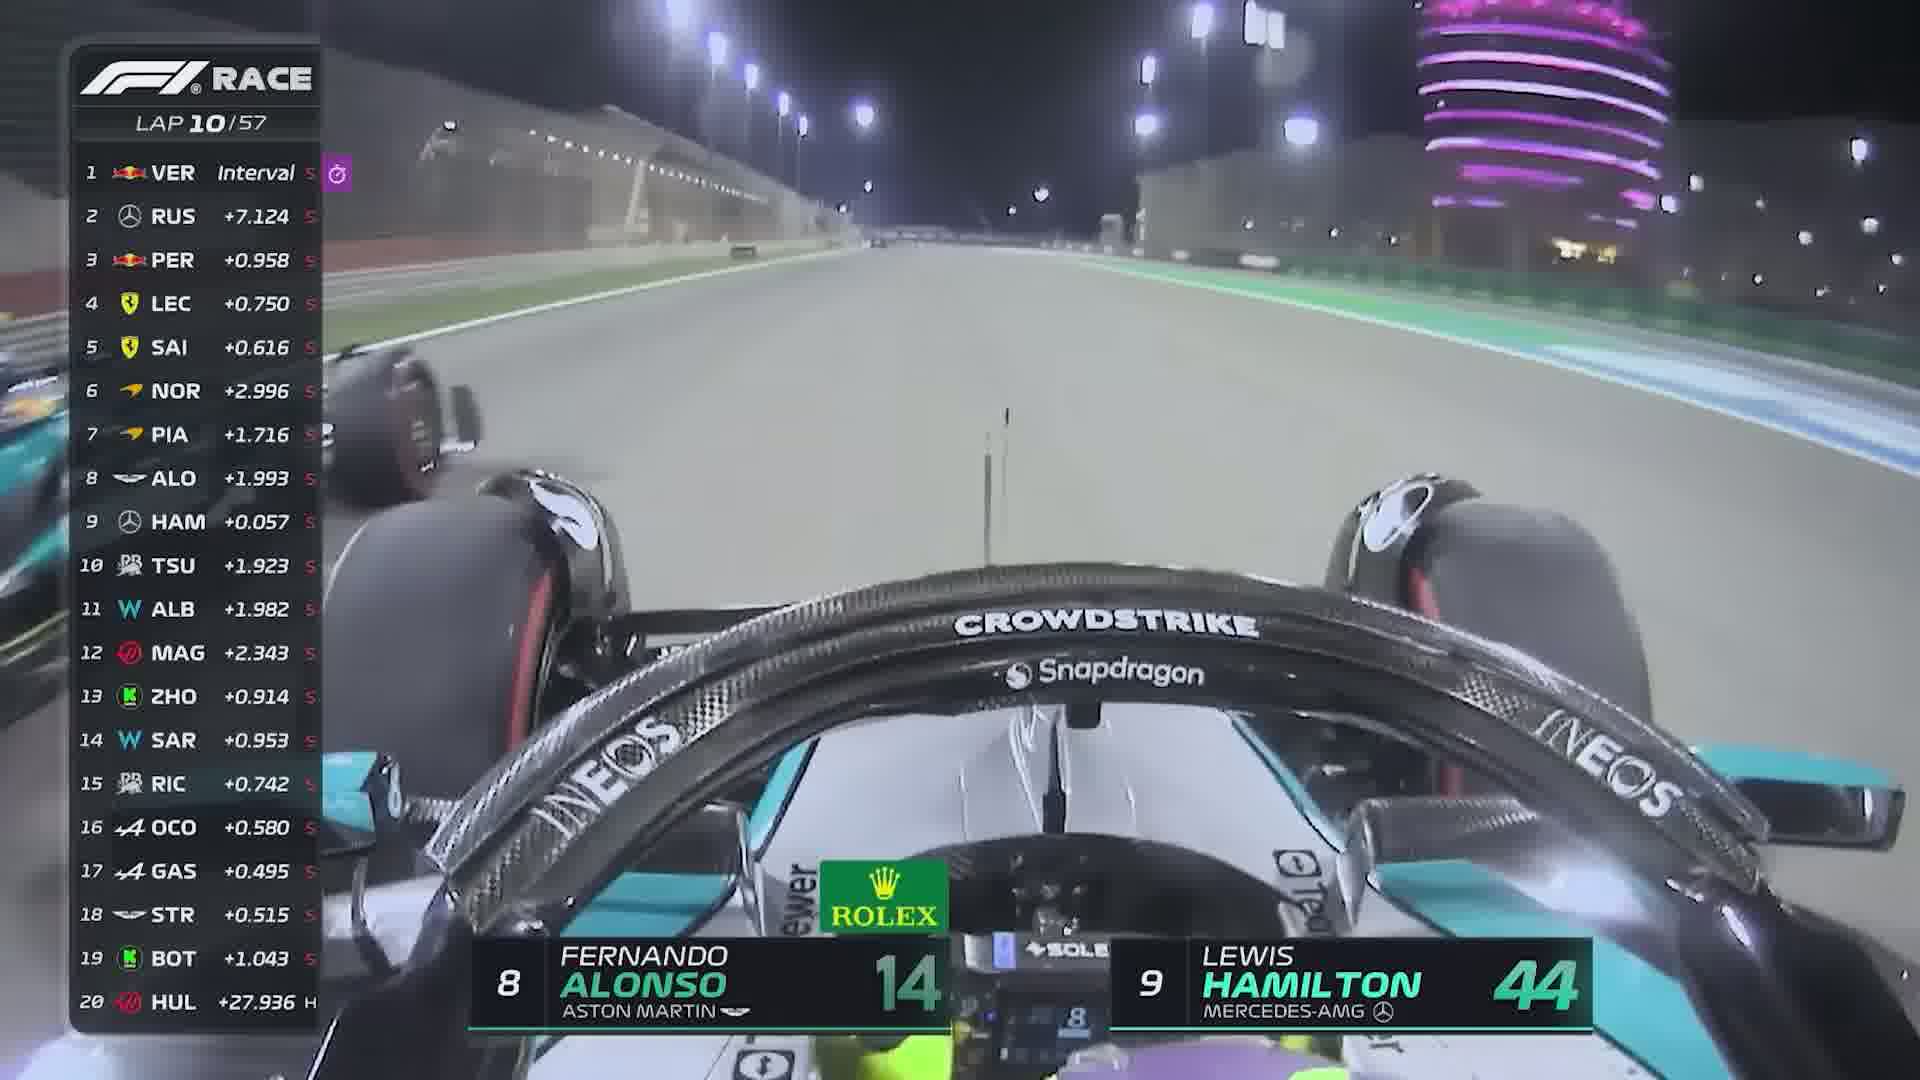 F1® RACE
LAP 10/57
1 VER Interval S
2 RUS +7.124 S
3 PER +0.958 S
4 LEC +0.750 S
5 SAI +0.616 S
6 NOR +2.996 S
7 PIA +1.716 S
8 ALO +1.993 S
9 HAM +0.057 S
10 TSU +1.923 S
11 ALB +1.982 S
12 MAG +2.343 S
13 ZHO +0.914 S
14 SAR +0.953 S
15 RIC +0.742 S
16 OCO +0.580 S
17 GAS +0.495 S
18 STR +0.515 S
19 BOT +1.043 S
20 HUL +27.936 H
CROWDSTRIKE
Snapdragon
INEOS
INEOS
ROLEX
SOLE
8
8 FERNANDO
ALONSO 14
ASTON MARTIN
9 LEWIS
HAMILTON 44
MERCEDES-AMG